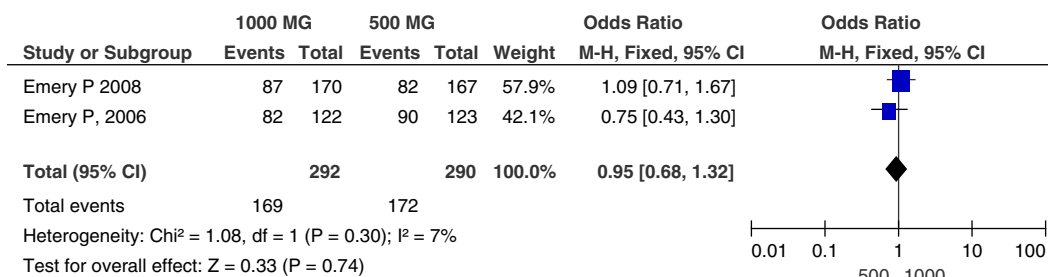 1000 MG 500 MG Odds Ratio Odds Ratio
Study or Subgroup Events Total Events Total Weight M-H, Fixed, 95% CI M-H, Fixed, 95% CI
Emery P 2008 87 170 82 167 57.9% 1.09 [0.71, 1.67]
Emery P, 2006 82 122 90 123 42.1% 0.75 [0.43, 1.30]
Total (95% CI) 292 290 100.0% 0.95 [0.68, 1.32]
Total events 169 172
Heterogeneity: Chi² = 1.08, df = 1 (P = 0.30); I² = 7%
Test for overall effect: Z = 0.33 (P = 0.74)
0.01 0.1 1 10 100
500 1000